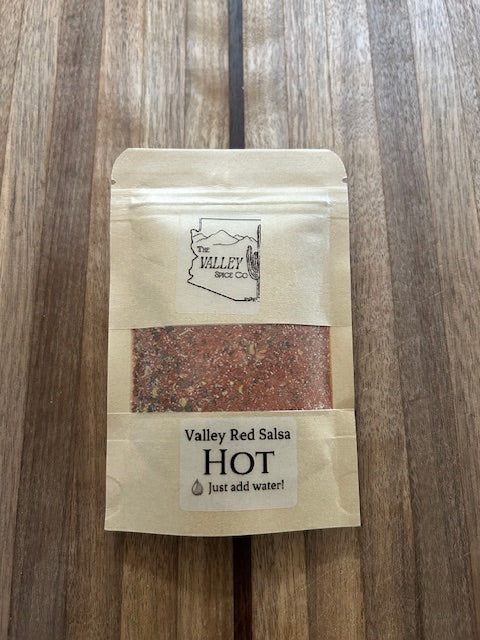 The
VALLEY
SPICE CO
Valley Red Salsa
HOT
Just add water!